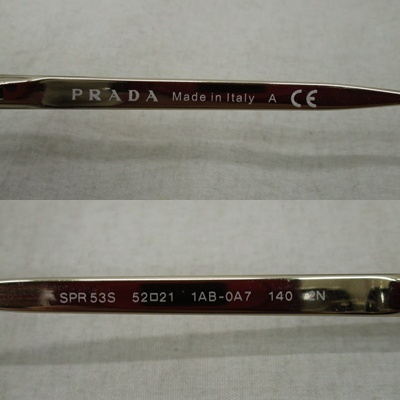 PRADA Made in Italy A CE
SPR 53S 52□21 1AB-0A7 140 2N